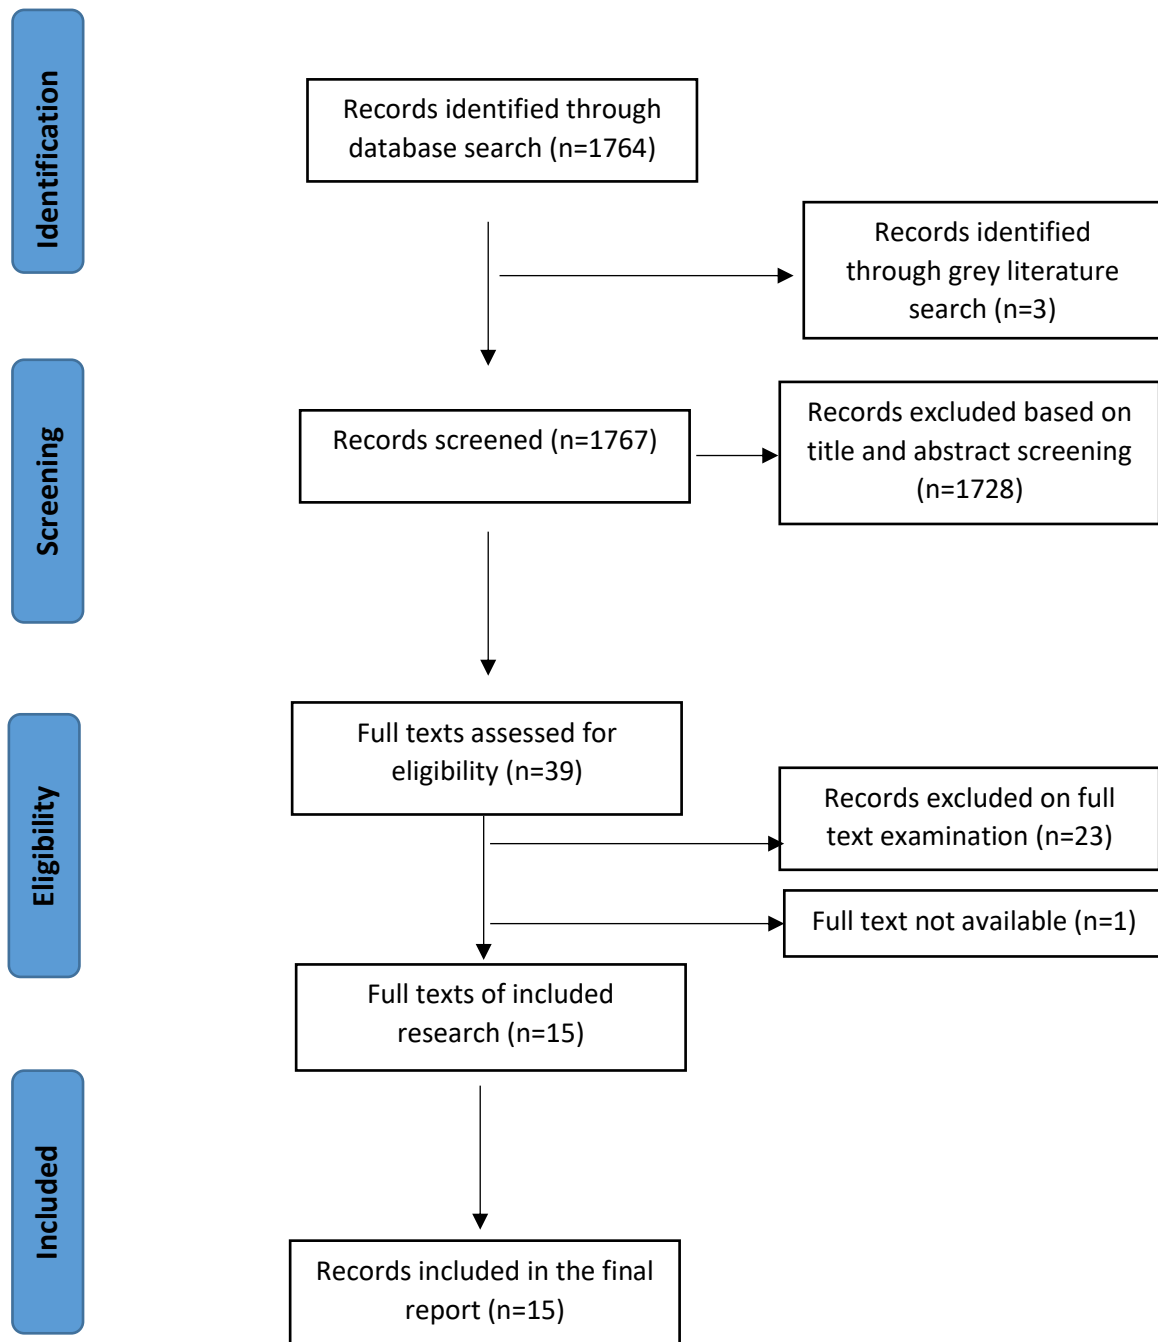 Identification
Records identified through
database search (n=1764)
Records identified
through grey literature
search (n=3)
Screening
Records screened (n=1767)
Records excluded based on
title and abstract screening
(n=1728)
Eligibility
Full texts assessed for
eligibility (n=39)
Records excluded on full
text examination (n=23)
Full text not available (n=1)
Full texts of included
research (n=15)
Included
Records included in the final
report (n=15)